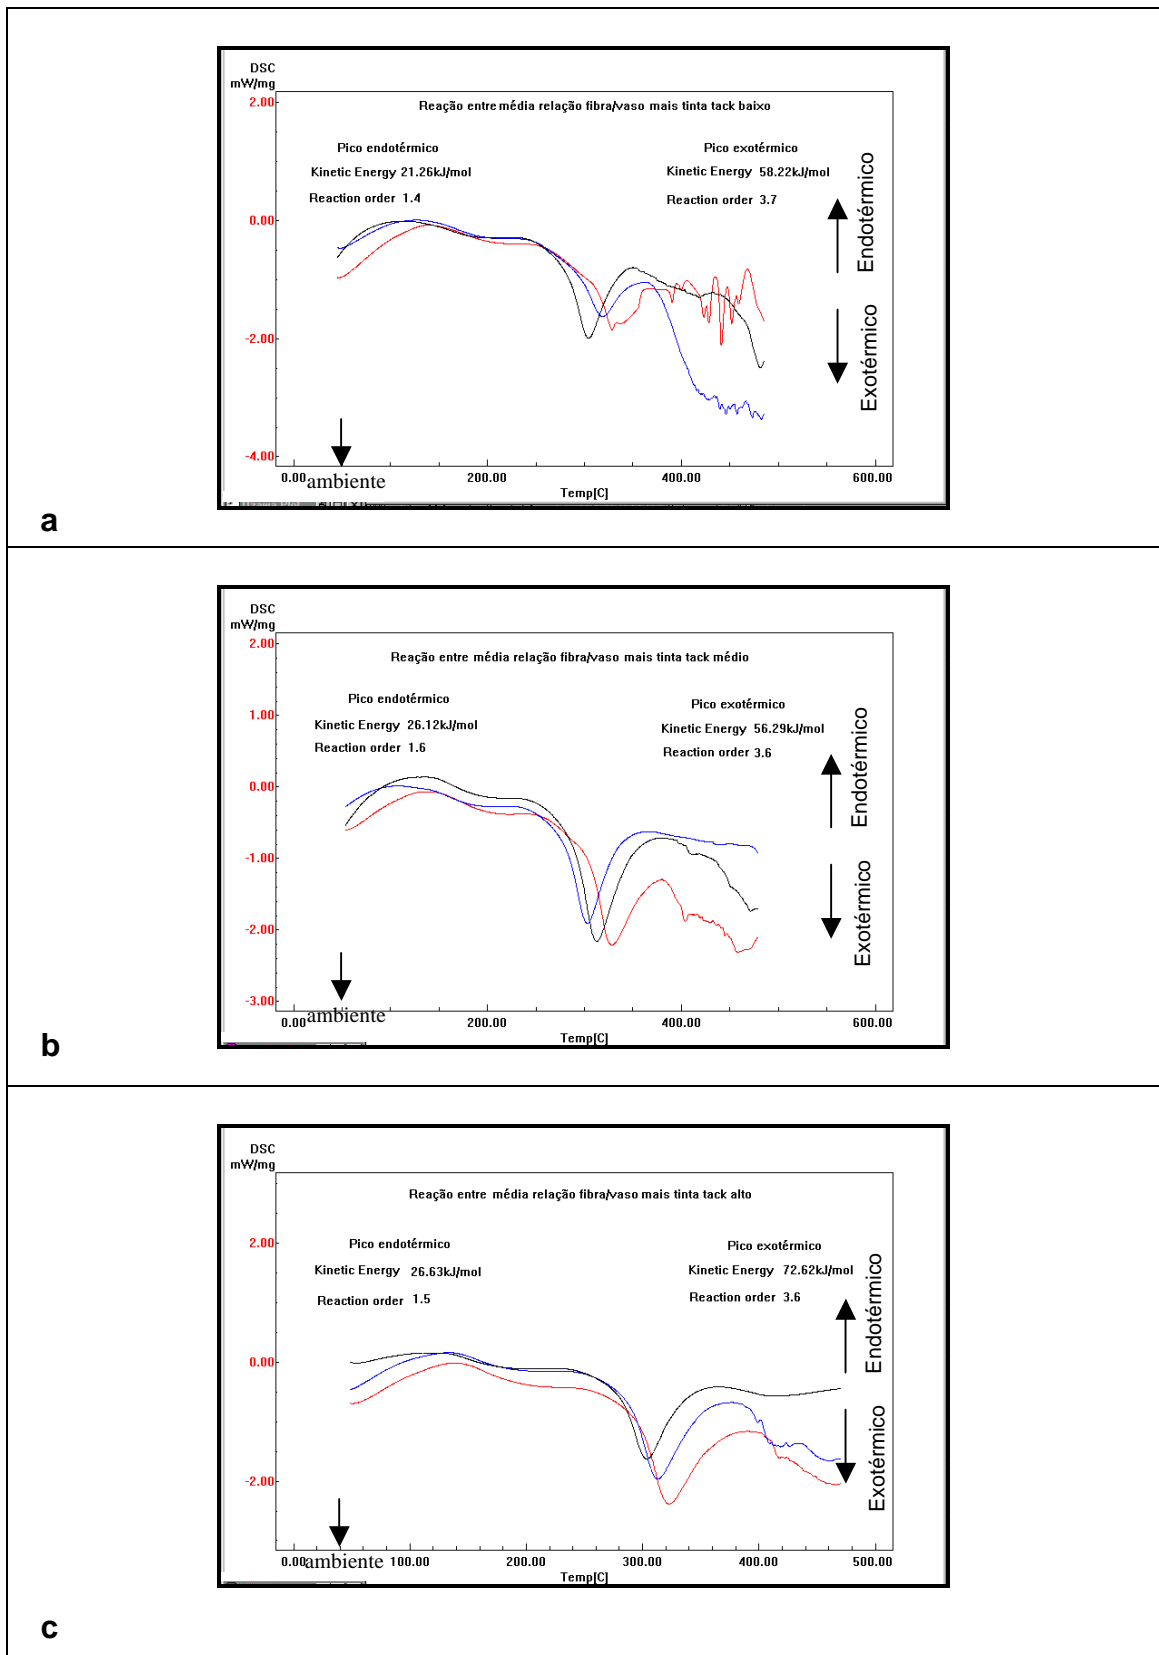 DSC
mW/mg
Reação entre média relação fibra/vaso mais tinta tack baixo
2.00
Pico endotérmico
Pico exotérmico
Kinetic Energy 21.26kJ/mol
Kinetic Energy 58.22kJ/mol
Reaction order 1.4
Reaction order 3.7
Endotérmico
0.00
Exotérmico
-2.00
-4.00
0.00
ambiente
200.00
400.00
600.00
Temp[C]
a
DSC
mW/mg
2.00
Reação entre média relação fibra/vaso mais tinta tack médio
Pico endotérmico
Pico exotérmico
1.00
Kinetic Energy 26.12kJ/mol
Kinetic Energy 56.29kJ/mol
Reaction order 1.6
Reaction order 3.6
Endotérmico
0.00
-1.00
Exotérmico
-2.00
-3.00
0.00
ambiente
200.00
400.00
600.00
Temp[C]
b
DSC
mW/mg
Reação entre média relação fibra/vaso mais tinta tack alto
2.00
Pico endotérmico
Pico exotérmico
Kinetic Energy 26.63kJ/mol
Kinetic Energy 72.62kJ/mol
Reaction order 1.5
Reaction order 3.6
Endotérmico
0.00
Exotérmico
-2.00
0.00
ambiente
100.00
200.00
300.00
400.00
500.00
Temp[C]
c